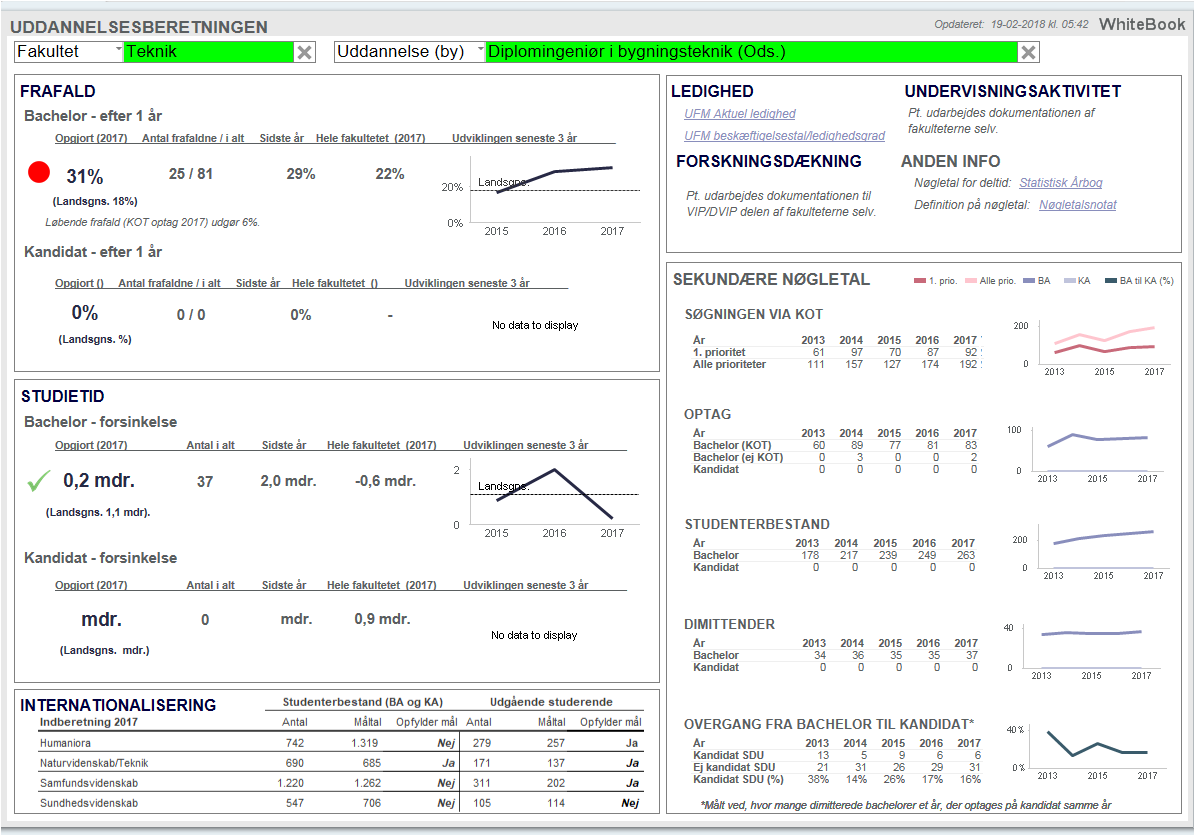 UDDANNELSESBERETNINGEN
Opdateret: 19-02-2018 kl. 05:42 WhiteBook
Fakultet Teknik Uddannelse (by) Diplomingeniør i bygningsteknik (Ods.)
FRAFALD
Bachelor - efter 1 år
Opgjort (2017) Antal frafaldne / i alt Sidste år Hele fakultetet (2017) Udviklingen seneste 3 år
31% 25 / 81 29% 22%
(Landsgns. 18%)
Løbende frafald (KOT optag 2017) udgør 6%.
20%
Landsgns.
0%
2015 2016 2017
Kandidat - efter 1 år
Opgjort () Antal frafaldne / i alt Sidste år Hele fakultetet () Udviklingen seneste 3 år
0% 0 / 0 0% -
(Landsgns. %)
No data to display
STUDIETID
Bachelor - forsinkelse
Opgjort (2017) Antal i alt Sidste år Hele fakultetet (2017) Udviklingen seneste 3 år
0,2 mdr. 37 2,0 mdr. -0,6 mdr.
(Landsgns. 1,1 mdr).
2
Landsgns.
0
2015 2016 2017
Kandidat - forsinkelse
Opgjort (2017) Antal i alt Sidste år Hele fakultetet (2017) Udviklingen seneste 3 år
mdr. 0 mdr. 0,9 mdr.
(Landsgns. mdr.)
No data to display
INTERNATIONALISERING Studenterbestand (BA og KA) Udgående studerende
Indberetning 2017 Antal Måltal Opfylder mål Antal Måltal Opfylder mål
Humaniora 742 1.319 Nej 279 257 Ja
Naturvidenskab/Teknik 690 685 Ja 171 137 Ja
Samfundsvidenskab 1.220 1.262 Nej 311 202 Ja
Sundhedsvidenskab 547 706 Nej 105 114 Nej
LEDIGHED
UFM Aktuel ledighed
UFM beskæftigelsestal/ledighedsgrad
UNDERVISNINGSAKTIVITET
Pt. udarbejdes dokumentationen af
fakulteterne selv.
FORSKNINGSDÆKNING
Pt. udarbejdes dokumentationen til
VIP/DVIP delen af fakulteterne selv.
ANDEN INFO
Nøgletal for deltid: Statistisk Årbog
Definition på nøgletal: Nøgletalsnotat
SEKUNDÆRE NØGLETAL
1. prio. Alle prio. BA KA BA til KA (%)
SØGNINGEN VIA KOT
År 2013 2014 2015 2016 2017
1. prioritet 61 97 70 87 92
Alle prioriteter 111 157 127 174 192
200
0
2013 2015 2017
OPTAG
År 2013 2014 2015 2016 2017
Bachelor (KOT) 60 89 77 81 83
Bachelor (ej KOT) 0 3 0 0 2
Kandidat 0 0 0 0 0
100
0
2013 2015 2017
STUDENTERBESTAND
År 2013 2014 2015 2016 2017
Bachelor 178 217 239 249 263
Kandidat 0 0 0 0 0
200
0
2013 2015 2017
DIMITTENDER
År 2013 2014 2015 2016 2017
Bachelor 34 36 35 35 37
Kandidat 0 0 0 0 0
40
0
2013 2015 2017
OVERGANG FRA BACHELOR TIL KANDIDAT*
År 2013 2014 2015 2016 2017
Kandidat SDU 13 5 9 6 6
Ej kandidat SDU 21 31 26 29 31
Kandidat SDU (%) 38% 14% 26% 17% 16%
40%
0%
2013 2015 2017
*Målt ved, hvor mange dimitterede bachelorer et år, der optages på kandidat samme år